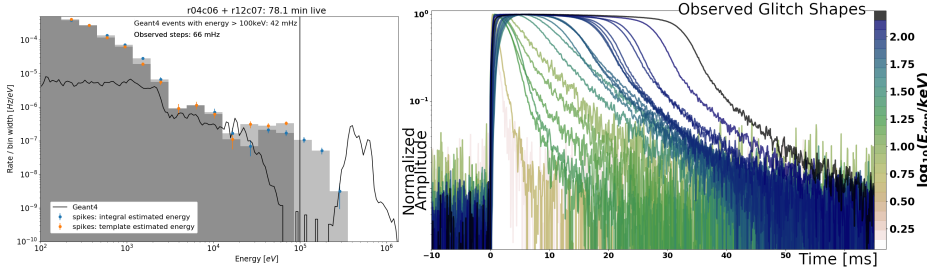 r04c06 + r12c07: 78.1 min live
Geant4 events with energy > 100keV: 42 mHz
Observed steps: 66 mHz
Rate / bin width [Hz/eV]
10⁻⁴
10⁻⁵
10⁻⁶
10⁻⁷
10⁻⁸
10⁻⁹
10⁻¹⁰
Geant4
spikes: integral estimated energy
spikes: template estimated energy
10² 10³ 10⁴ 10⁵ 10⁶
Energy [eV]
Observed Glitch Shapes
Normalized
Amplitude
10⁰
10⁻¹
−10 0 10 20 30 40 50
Time [ms]
2.00
1.75
1.50
1.25
1.00
0.75
0.50
0.25
log₁₀(E_dep/keV)